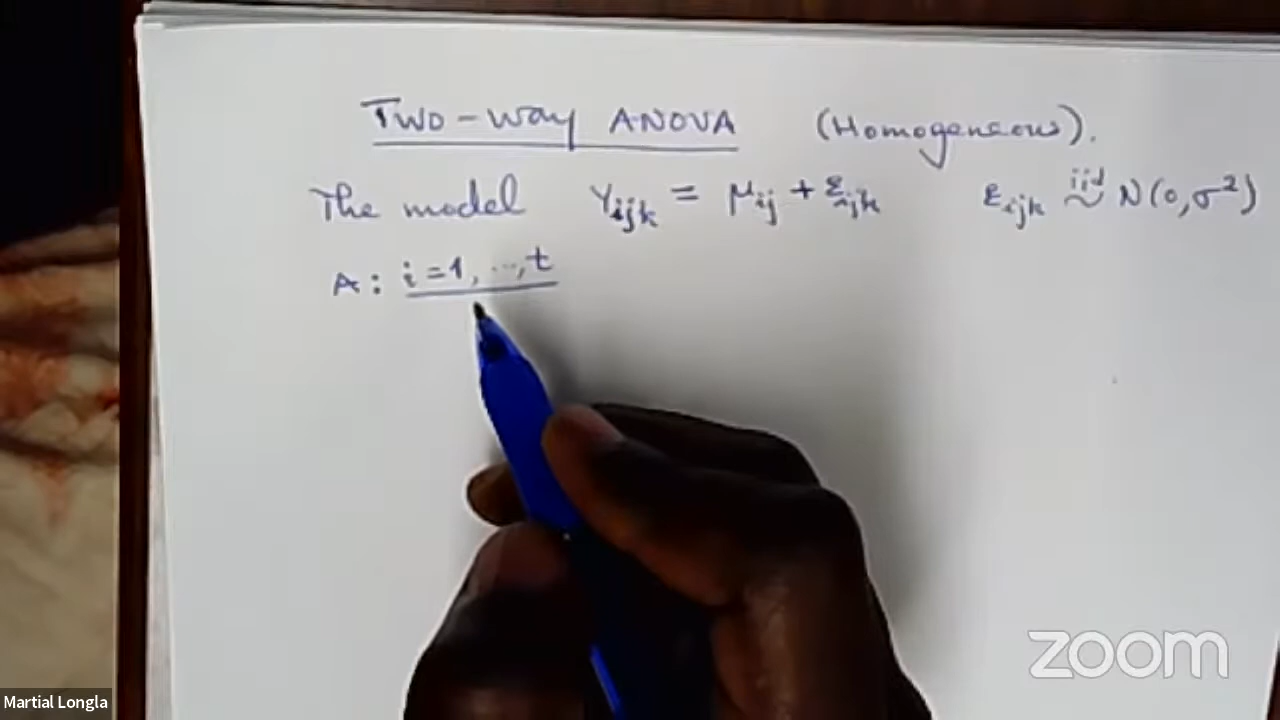 Two-Way ANOVA (Homogeneous).
The model Yijk = μij + εijk εijk iid ~ N(0, σ²)
A: i=1, ..., t
zoom
Martial Longla